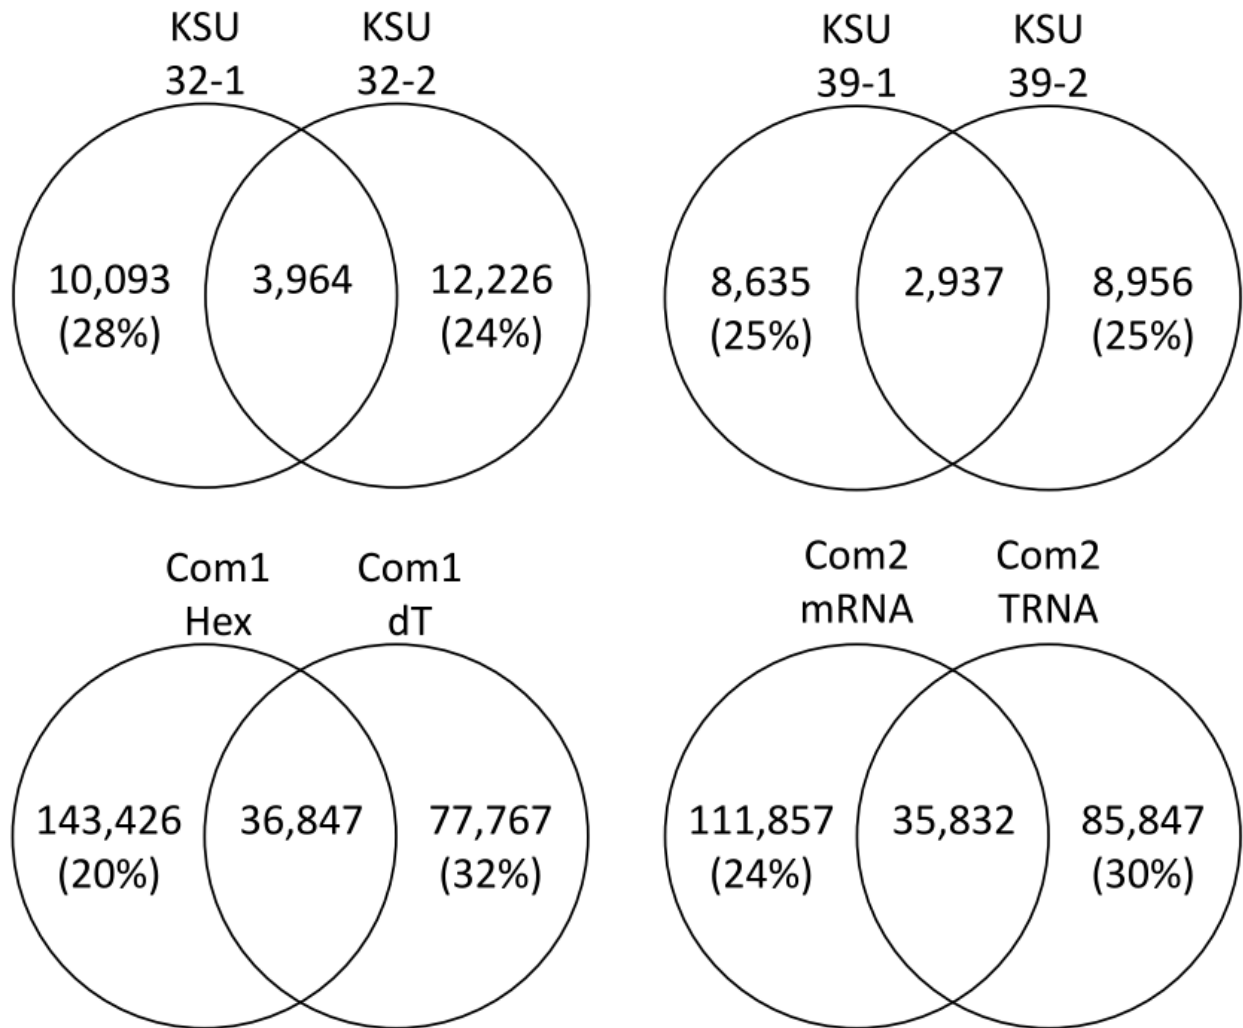 KSU
32-1
KSU
32-2
10,093
(28%)
3,964
12,226
(24%)
KSU
39-1
KSU
39-2
8,635
(25%)
2,937
8,956
(25%)
Com1
Hex
Com1
dT
143,426
(20%)
36,847
77,767
(32%)
Com2
mRNA
Com2
TRNA
111,857
(24%)
35,832
85,847
(30%)